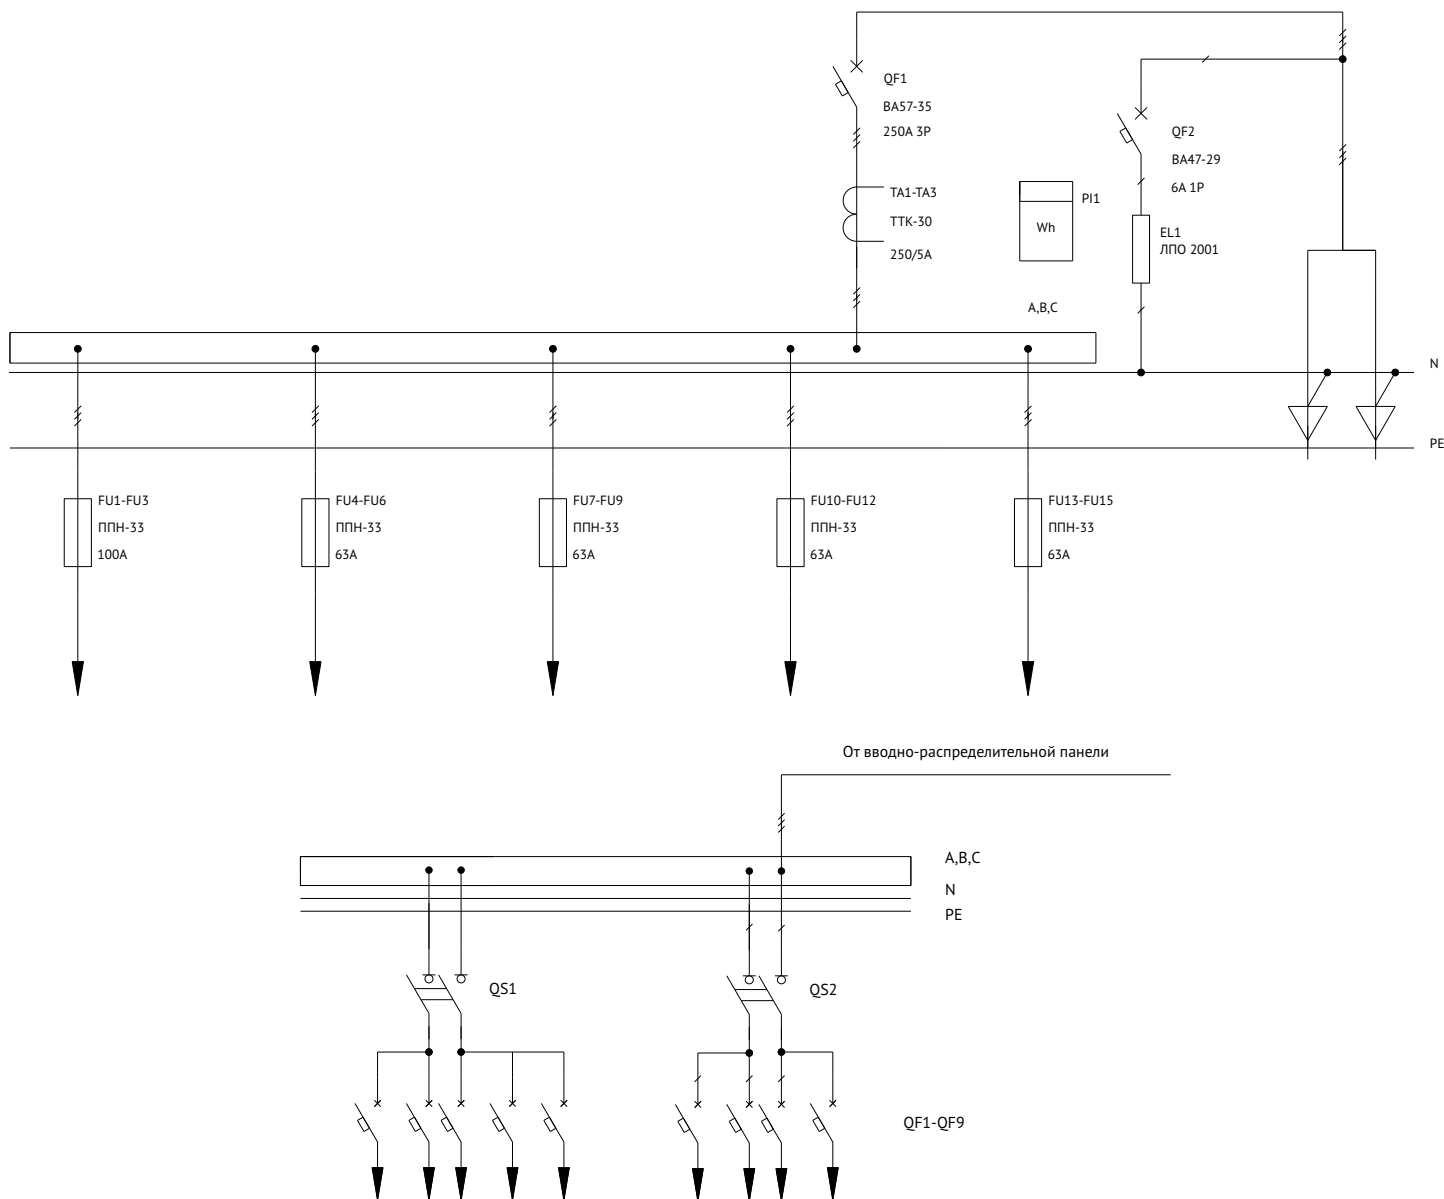 QF1
ВА57-35
250А 3Р
QF2
ВА47-29
6А 1Р
ТА1-ТА3
ТТК-30
250/5А
PI1
Wh
EL1
ЛПО 2001
А,В,С
N
PE
FU1-FU3
ППН-33
100А
FU4-FU6
ППН-33
63А
FU7-FU9
ППН-33
63А
FU10-FU12
ППН-33
63А
FU13-FU15
ППН-33
63А
От вводно-распределительной панели
А,В,С
N
PE
QS1
QS2
QF1-QF9